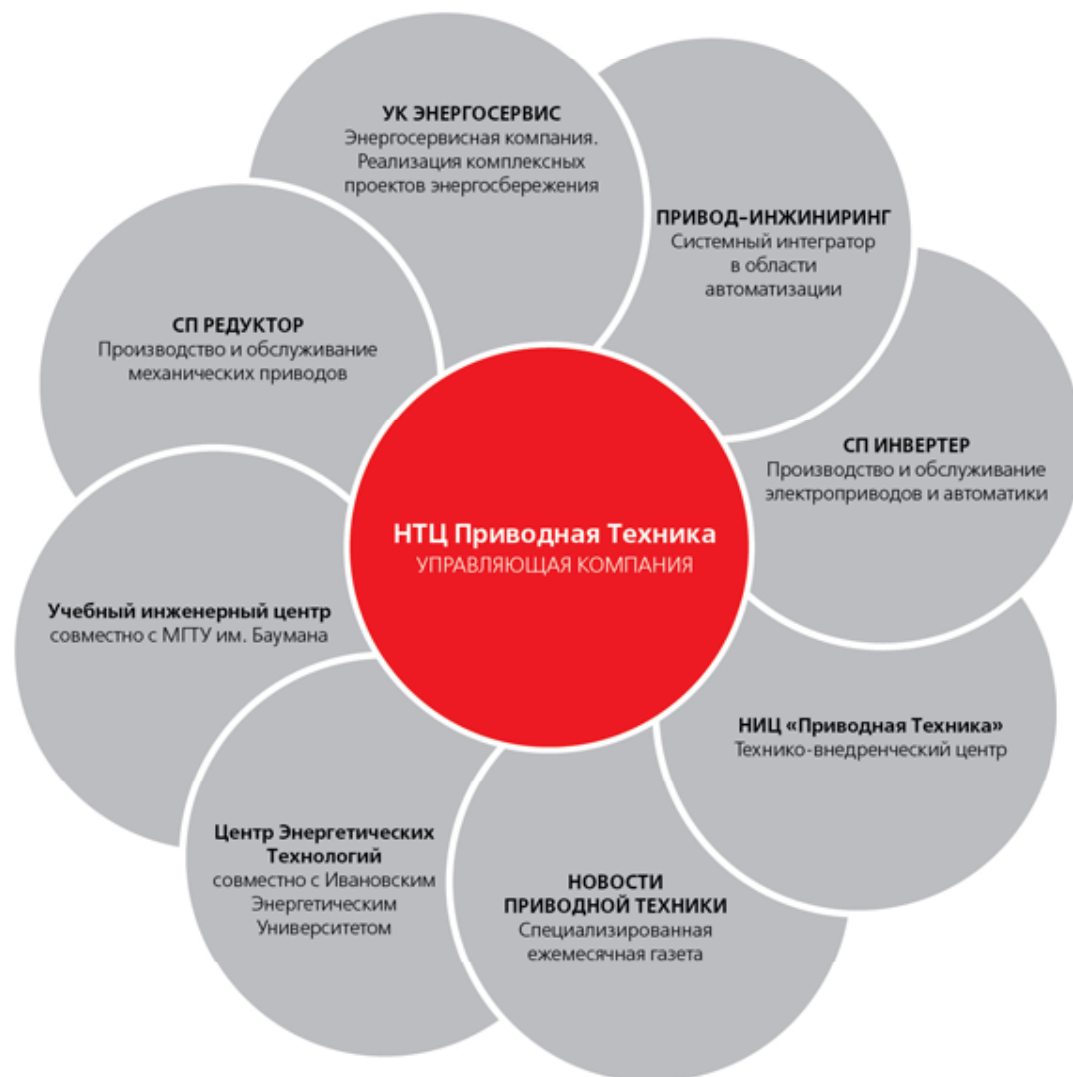 УК ЭНЕРГОСЕРВИС
Энергосервисная компания.
Реализация комплексных
проектов энергосбережения
ПРИВОД-ИНЖИНИРИНГ
Системный интегратор
в области
автоматизации
СП РЕДУКТОР
Производство и обслуживание
механических приводов
СП ИНВЕРТЕР
Производство и обслуживание
электроприводов и автоматики
НТЦ Приводная Техника
УПРАВЛЯЮЩАЯ КОМПАНИЯ
Учебный инженерный центр
совместно с МГТУ им. Баумана
НИЦ «Приводная Техника»
Технико-внедренческий центр
Центр Энергетических
Технологий
совместно с Ивановским
Энергетическим
Университетом
НОВОСТИ
ПРИВОДНОЙ ТЕХНИКИ
Специализированная
ежемесячная газета